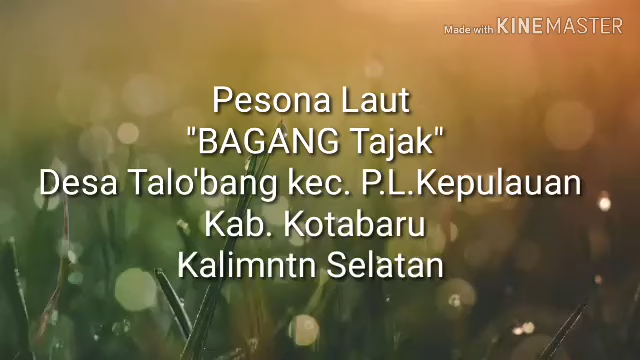 Made with KINEMASTER
Pesona Laut
"BAGANG Tajak"
Desa Talo'bang kec. P.L.Kepulauan
Kab. Kotabaru
Kalimntn Selatan